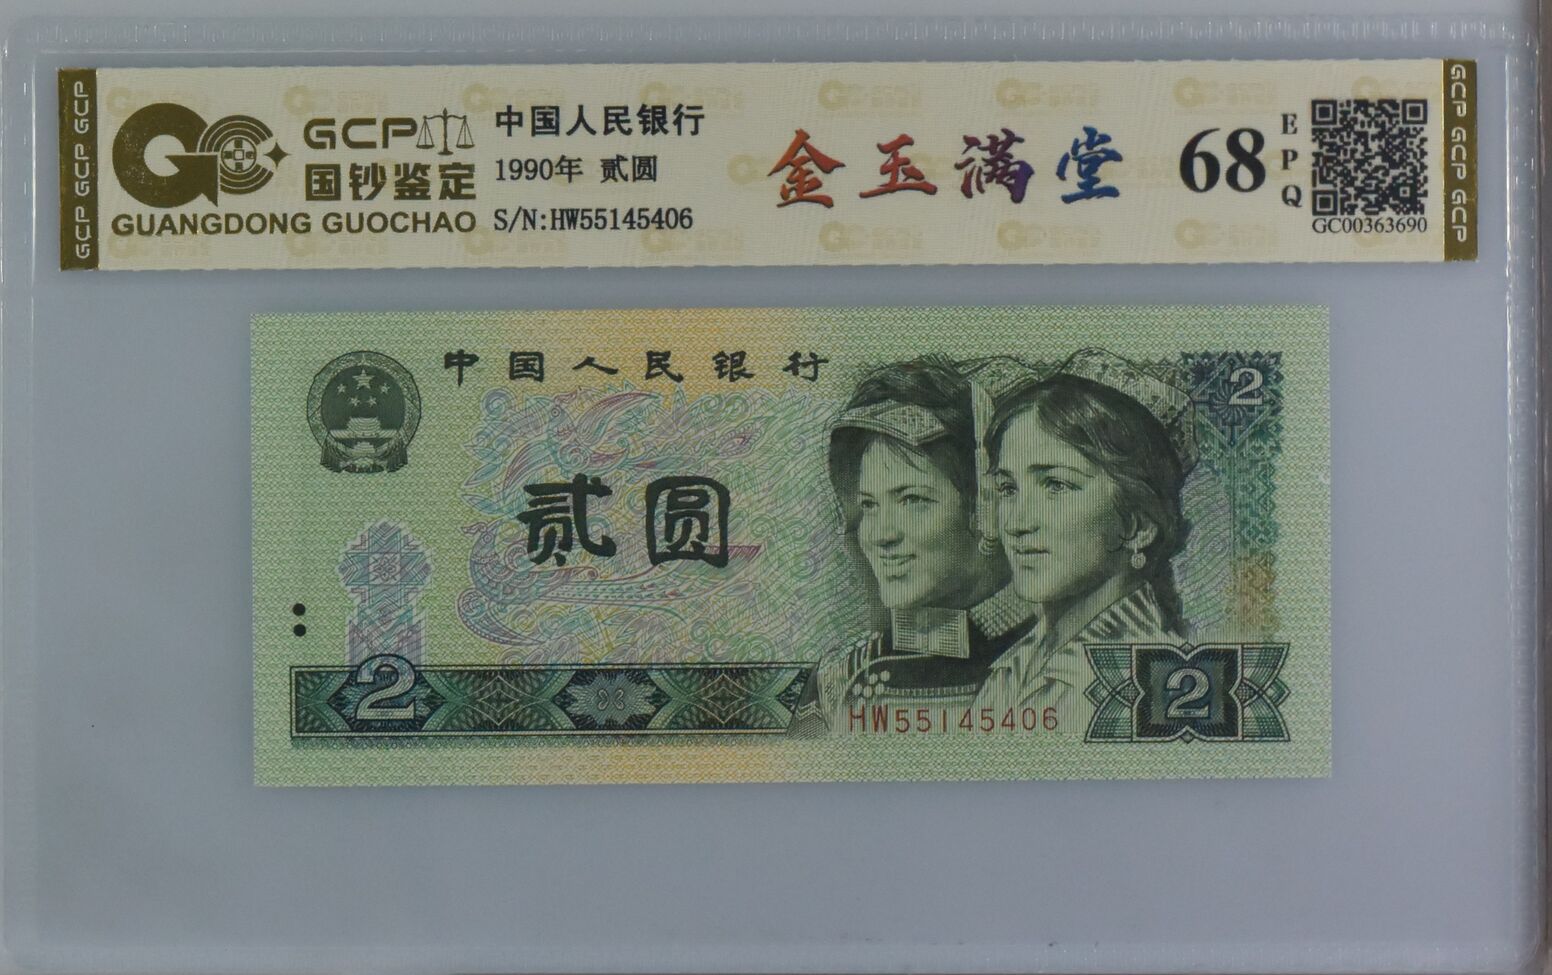 GCP GCP GCP
GCP
国钞鉴定
GUANGDONG GUOCHAO
中国人民银行
1990年 贰圆
S/N:HW55145406
金玉满堂
68
EPQ
GC00363690
GCP GCP GCP
中国人民银行
2
贰圆
2
HW55145406
2